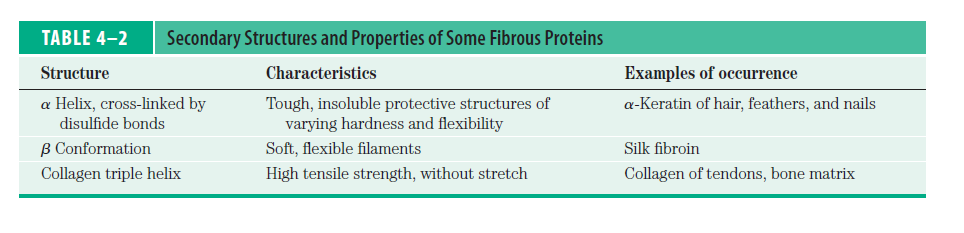 TABLE 4–2 Secondary Structures and Properties of Some Fibrous Proteins
Structure Characteristics Examples of occurrence
α Helix, cross-linked by Tough, insoluble protective structures of α-Keratin of hair, feathers, and nails
disulfide bonds varying hardness and flexibility
β Conformation Soft, flexible filaments Silk fibroin
Collagen triple helix High tensile strength, without stretch Collagen of tendons, bone matrix